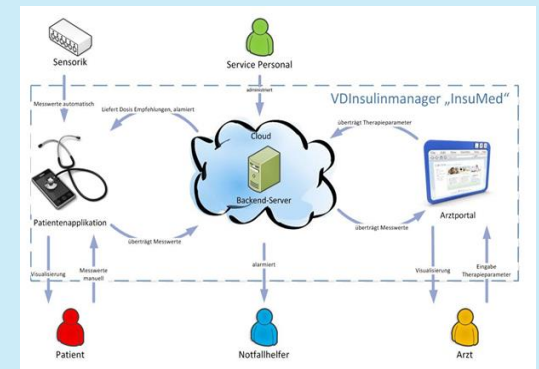 Sensorik
Service Personal
Messwerte automatisch
Liefert Dosis Empfehlungen, alamiert
administriert
VDInsulinmanager „InsuMed“
überträgt Therapieparameter
Cloud
Backend-Server
Patientenapplikation
Arztportal
überträgt Messwerte
überträgt Messwerte
Visualisierung
Messwerte
manuell
alarmiert
Visualisierung
Eingabe
Therapieparameter
Patient
Notfallhelfer
Arzt